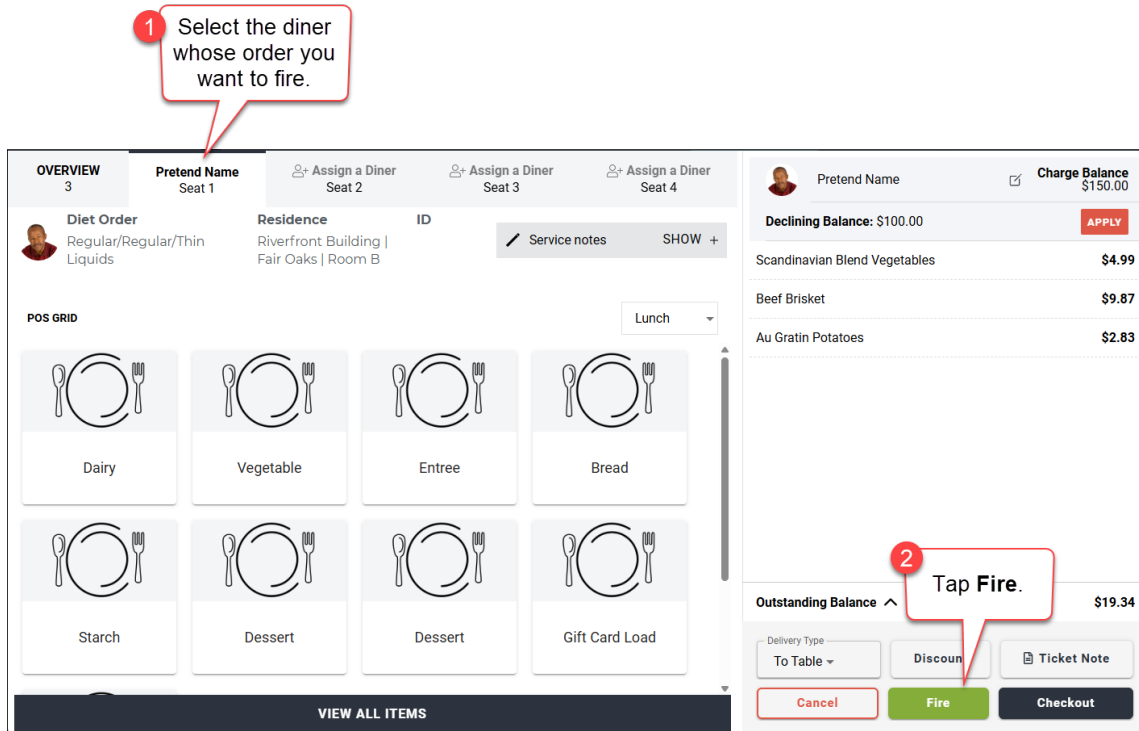 1
Select the diner
whose order you
want to fire.
OVERVIEW
3
Pretend Name
Seat 1
Assign a Diner
Seat 2
Assign a Diner
Seat 3
Assign a Diner
Seat 4
Diet Order
Regular/Regular/Thin
Liquids
Residence
Riverfront Building |
Fair Oaks | Room B
ID
Service notes
SHOW +
POS GRID
Lunch
Dairy
Vegetable
Entree
Bread
Starch
Dessert
Dessert
Gift Card Load
VIEW ALL ITEMS
Pretend Name
Charge Balance
$150.00
Declining Balance: $100.00
APPLY
Scandinavian Blend Vegetables $4.99
Beef Brisket $9.87
Au Gratin Potatoes $2.83
2
Tap Fire.
Outstanding Balance $19.34
Delivery Type
To Table
Discoun
Ticket Note
Cancel
Fire
Checkout